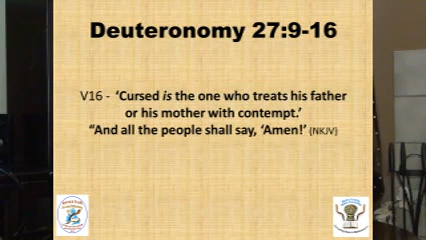 Deuteronomy 27:9-16
V16 - ‘Cursed is the one who treats his father
or his mother with contempt.’
“And all the people shall say, ‘Amen!’ (NKJV)